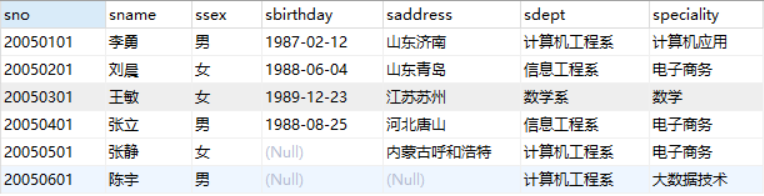 sno sname ssex sbirthday saddress sdept speciality
20050101 李勇 男 1987-02-12 山东济南 计算机工程系 计算机应用
20050201 刘晨 女 1988-06-04 山东青岛 信息工程系 电子商务
20050301 王敏 女 1989-12-23 江苏苏州 数学系 数学
20050401 张立 男 1988-08-25 河北唐山 信息工程系 电子商务
20050501 张静 女 (Null) 内蒙古呼和浩特 计算机工程系 电子商务
20050601 陈宇 男 (Null) (Null) 计算机工程系 大数据技术